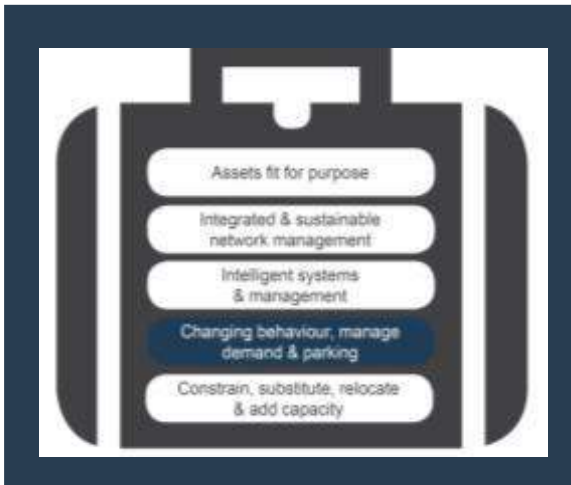 Assets fit for purpose
Integrated & sustainable
network management
Intelligent systems
& management
Changing behaviour, manage
demand & parking
Constrain, substitute, relocate
& add capacity